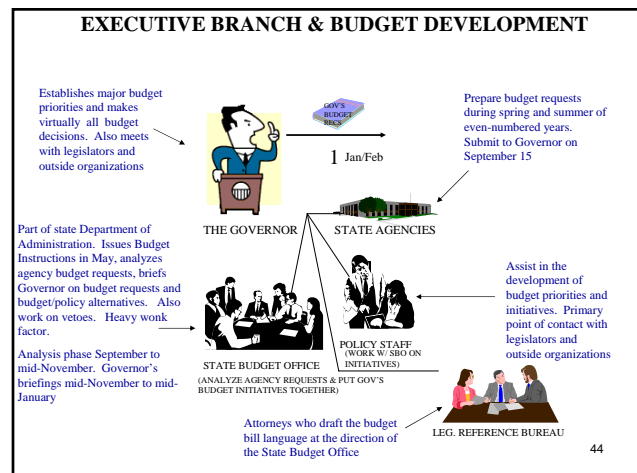 EXECUTIVE BRANCH & BUDGET DEVELOPMENT
Establishes major budget
priorities and makes
virtually all budget
decisions. Also meets
with legislators and
outside organizations
GOV'S
BUDGET
RECS
1 Jan/Feb
Prepare budget requests
during spring and summer of
even-numbered years.
Submit to Governor on
September 15
THE GOVERNOR
STATE AGENCIES
Part of state Department of
Administration. Issues Budget
Instructions in May, analyzes
agency budget requests, briefs
Governor on budget requests and
budget/policy alternatives. Also
work on vetoes. Heavy wonk
factor.
Analysis phase September to
mid-November. Governor's
briefings mid-November to mid-
January
STATE BUDGET OFFICE
(ANALYZE AGENCY REQUESTS & PUT GOV'S
BUDGET INITIATIVES TOGETHER)
POLICY STAFF
(WORK W/ SBO ON
INITIATIVES)
Assist in the
development of
budget priorities and
initiatives. Primary
point of contact with
legislators and
outside organizations
Attorneys who draft the budget
bill language at the direction of
the State Budget Office
LEG. REFERENCE BUREAU
44